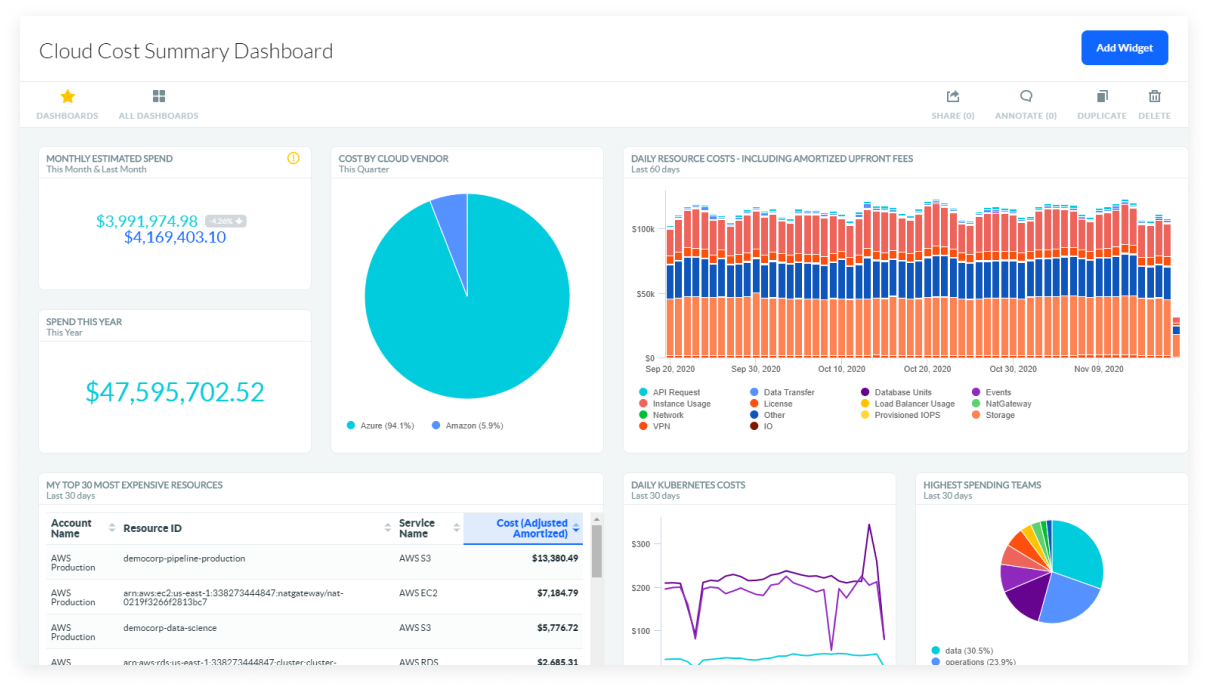 Cloud Cost Summary Dashboard
Add Widget
DASHBOARDS
ALL DASHBOARDS
SHARE (0)
ANNOTATE (0)
DUPLICATE
DELETE
MONTHLY ESTIMATED SPEND
This Month & Last Month
$3,991,974.98 -4.26%
$4,169,403.10
SPEND THIS YEAR
This Year
$47,595,702.52
COST BY CLOUD VENDOR
This Quarter
Azure (94.1%)
Amazon (5.9%)
DAILY RESOURCE COSTS - INCLUDING AMORTIZED UPFRONT FEES
Last 60 days
$100k
$50k
$0
Sep 20, 2020
Sep 30, 2020
Oct 10, 2020
Oct 20, 2020
Oct 30, 2020
Nov 09, 2020
API Request
Data Transfer
Database Units
Events
Instance Usage
License
Load Balancer Usage
NatGateway
Network
Other
Provisioned IOPS
Storage
VPN
IO
MY TOP 30 MOST EXPENSIVE RESOURCES
Last 30 days
Account
Name
Resource ID
Service
Name
Cost (Adjusted
Amortized)
AWS
Production
democorp-pipeline-production
AWS S3
$13,380.49
AWS
Production
arn:aws:ec2:us-east-1:338273444847:natgateway/nat-
0219f3266f2813bc7
AWS EC2
$7,184.79
AWS
Production
democorp-data-science
AWS S3
$5,776.72
AWS
arn:aws:rds:us-east-1:338273444847:cluster:cluster-
AWS RDS
$2,685.31
DAILY KUBERNETES COSTS
Last 30 days
$300
$200
$100
HIGHEST SPENDING TEAMS
Last 30 days
data (30.5%)
operations (23.9%)